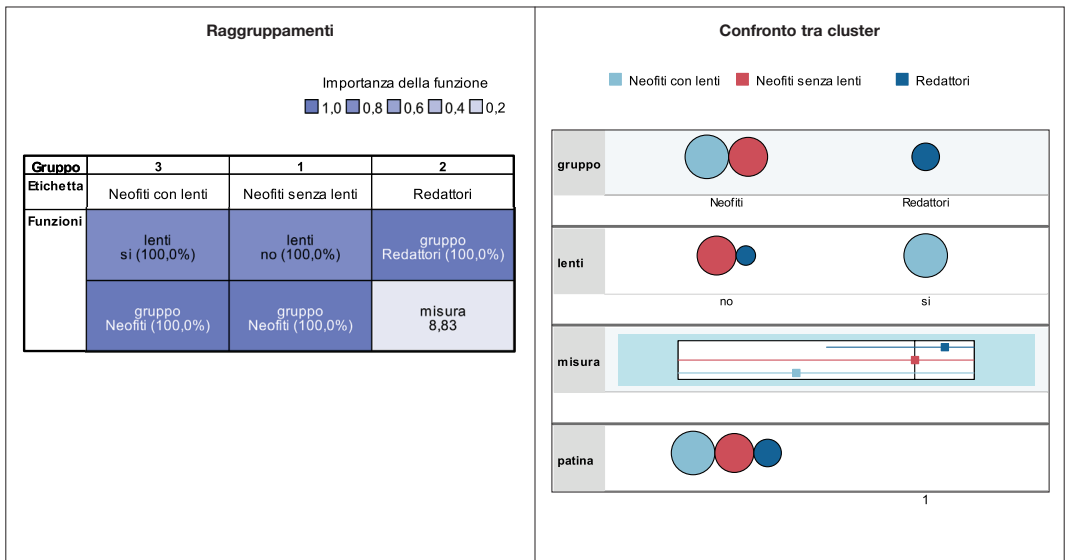 Raggruppamenti
Importanza della funzione
1,0 0,8 0,6 0,4 0,2
Gruppo 3 1 2
Etichetta Neofiti con lenti Neofiti senza lenti Redattori
Funzioni
lenti
si (100,0%)
lenti
no (100,0%)
gruppo
Redattori (100,0%)
gruppo
Neofiti (100,0%)
gruppo
Neofiti (100,0%)
misura
8,83
Confronto tra cluster
Neofiti con lenti Neofiti senza lenti Redattori
gruppo
Neofiti Redattori
lenti
no si
misura
patina
1